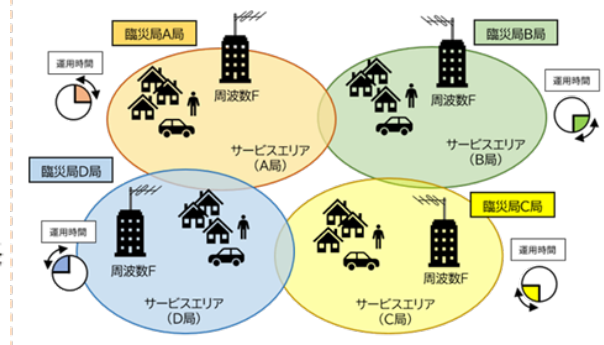 臨災局A局
臨災局B局
運用時間
周波数F
周波数F
運用時間
サービスエリア
(A局)
サービスエリア
(B局)
臨災局D局
臨災局C局
運用時間
周波数F
周波数F
運用時間
サービスエリア
(D局)
サービスエリア
(C局)